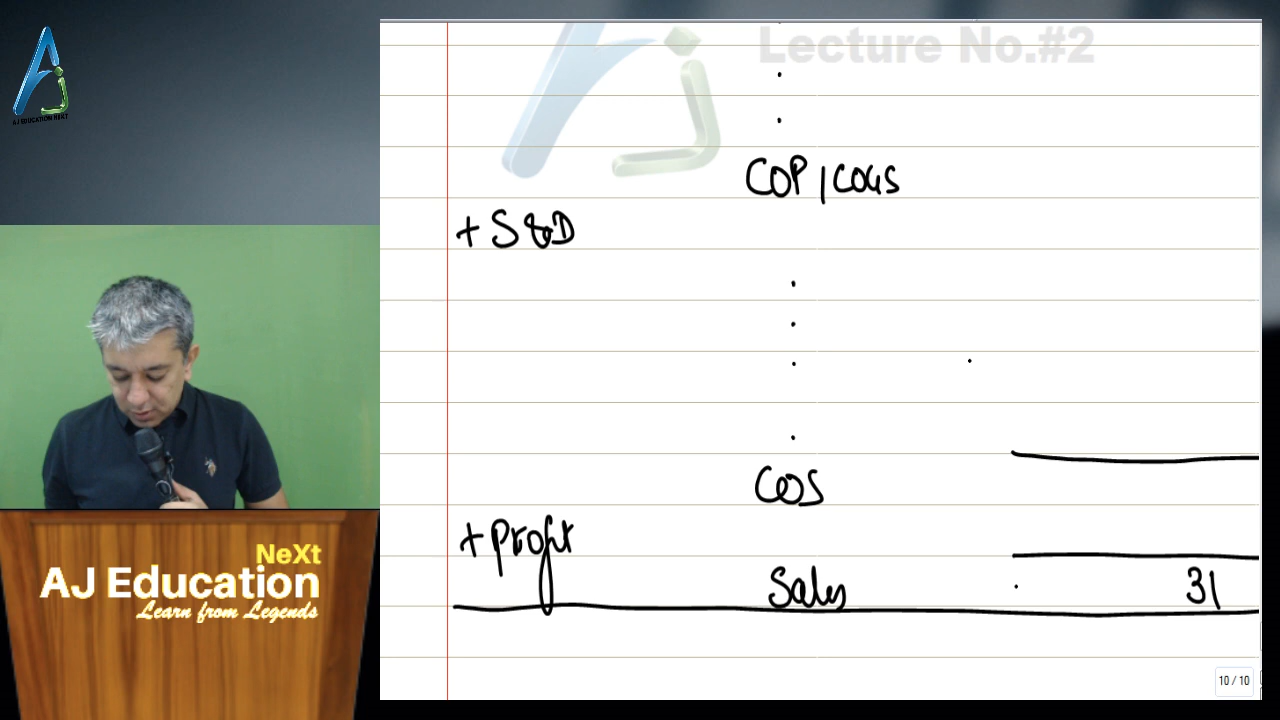 Lecture No.#2
AJ EDUCATION NEXT
COP / COGS
+ S & D
COS
+ Profit
Sales 31
NeXt
AJ Education
Learn from Legends
10 / 10